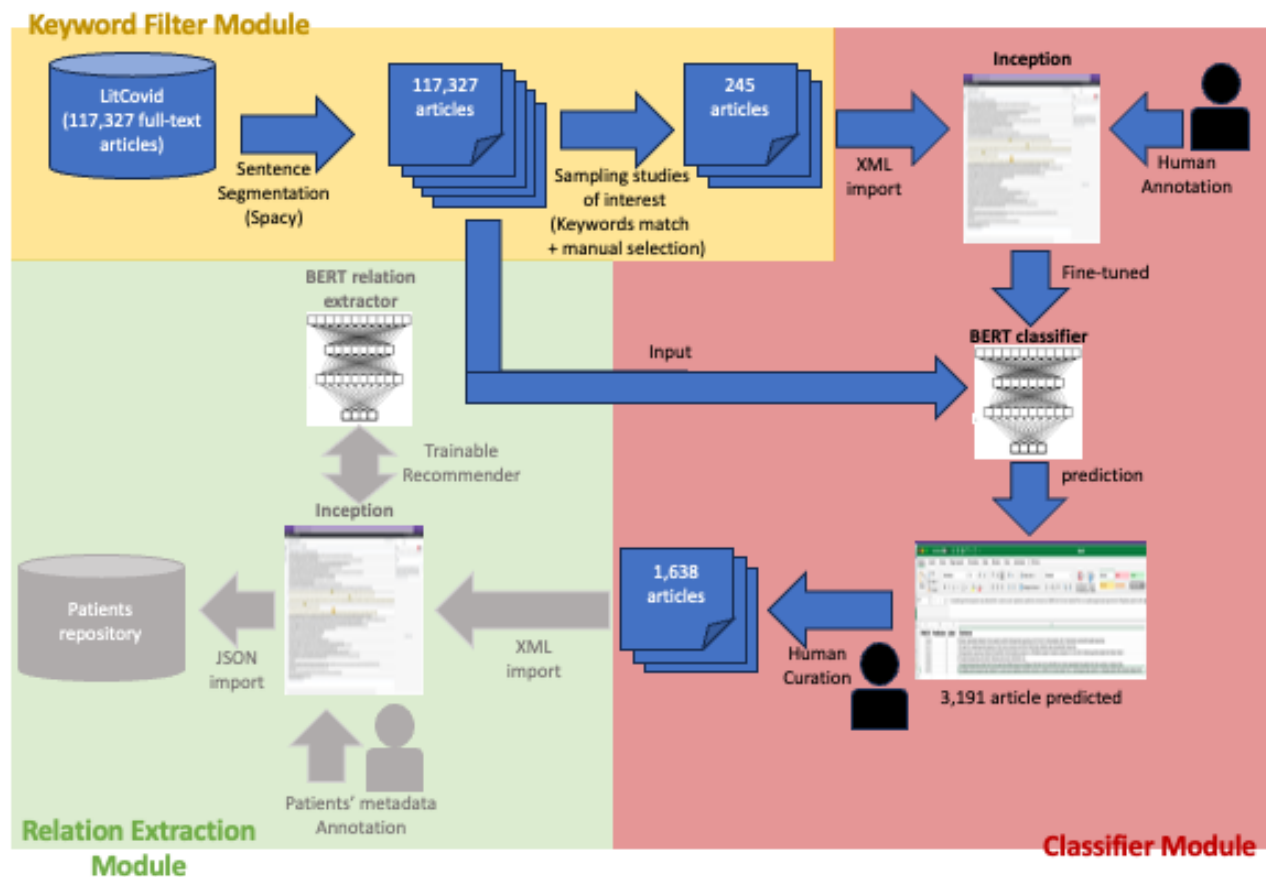 Keyword Filter Module
LitCovid
(117,327 full-text
articles)
Sentence
Segmentation
(Spacy)
117,327
articles
Sampling studies
of interest
(Keywords match
+ manual selection)
245
articles
XML
import
Inception
Human
Annotation
Fine-tuned
BERT classifier
Input
prediction
3,191 article predicted
Human
Curation
1,638
articles
XML
import
BERT relation
extractor
Trainable
Recommender
Inception
JSON
import
Patients
repository
Patients' metadata
Annotation
Relation Extraction
Module
Classifier Module